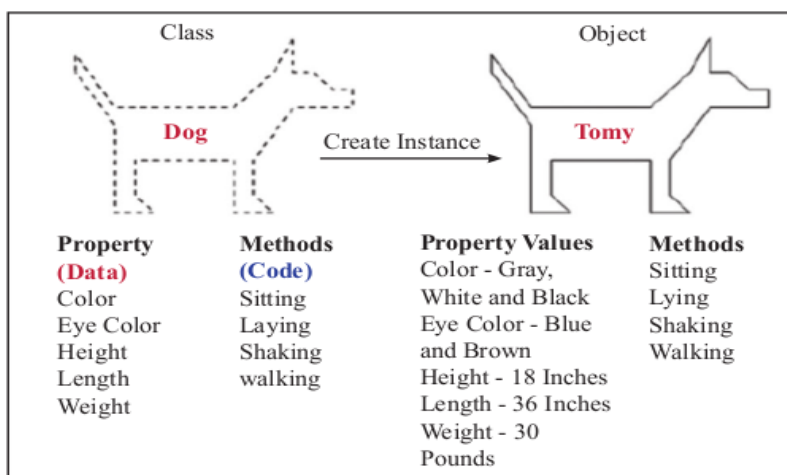 Class
Object
Dog
Create Instance
Tomy
Property
(Data)
Color
Eye Color
Height
Length
Weight
Methods
(Code)
Sitting
Laying
Shaking
walking
Property Values
Color - Gray,
White and Black
Eye Color - Blue
and Brown
Height - 18 Inches
Length - 36 Inches
Weight - 30
Pounds
Methods
Sitting
Lying
Shaking
Walking